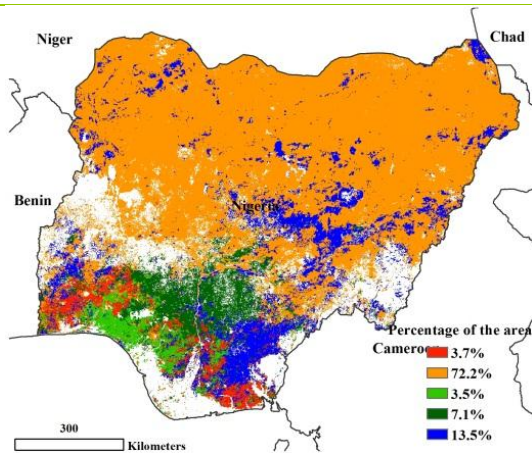 Niger
Chad
Benin
Nigeria
Percentage of the area
Cameroon
3.7%
72.2%
3.5%
7.1%
13.5%
300
Kilometers